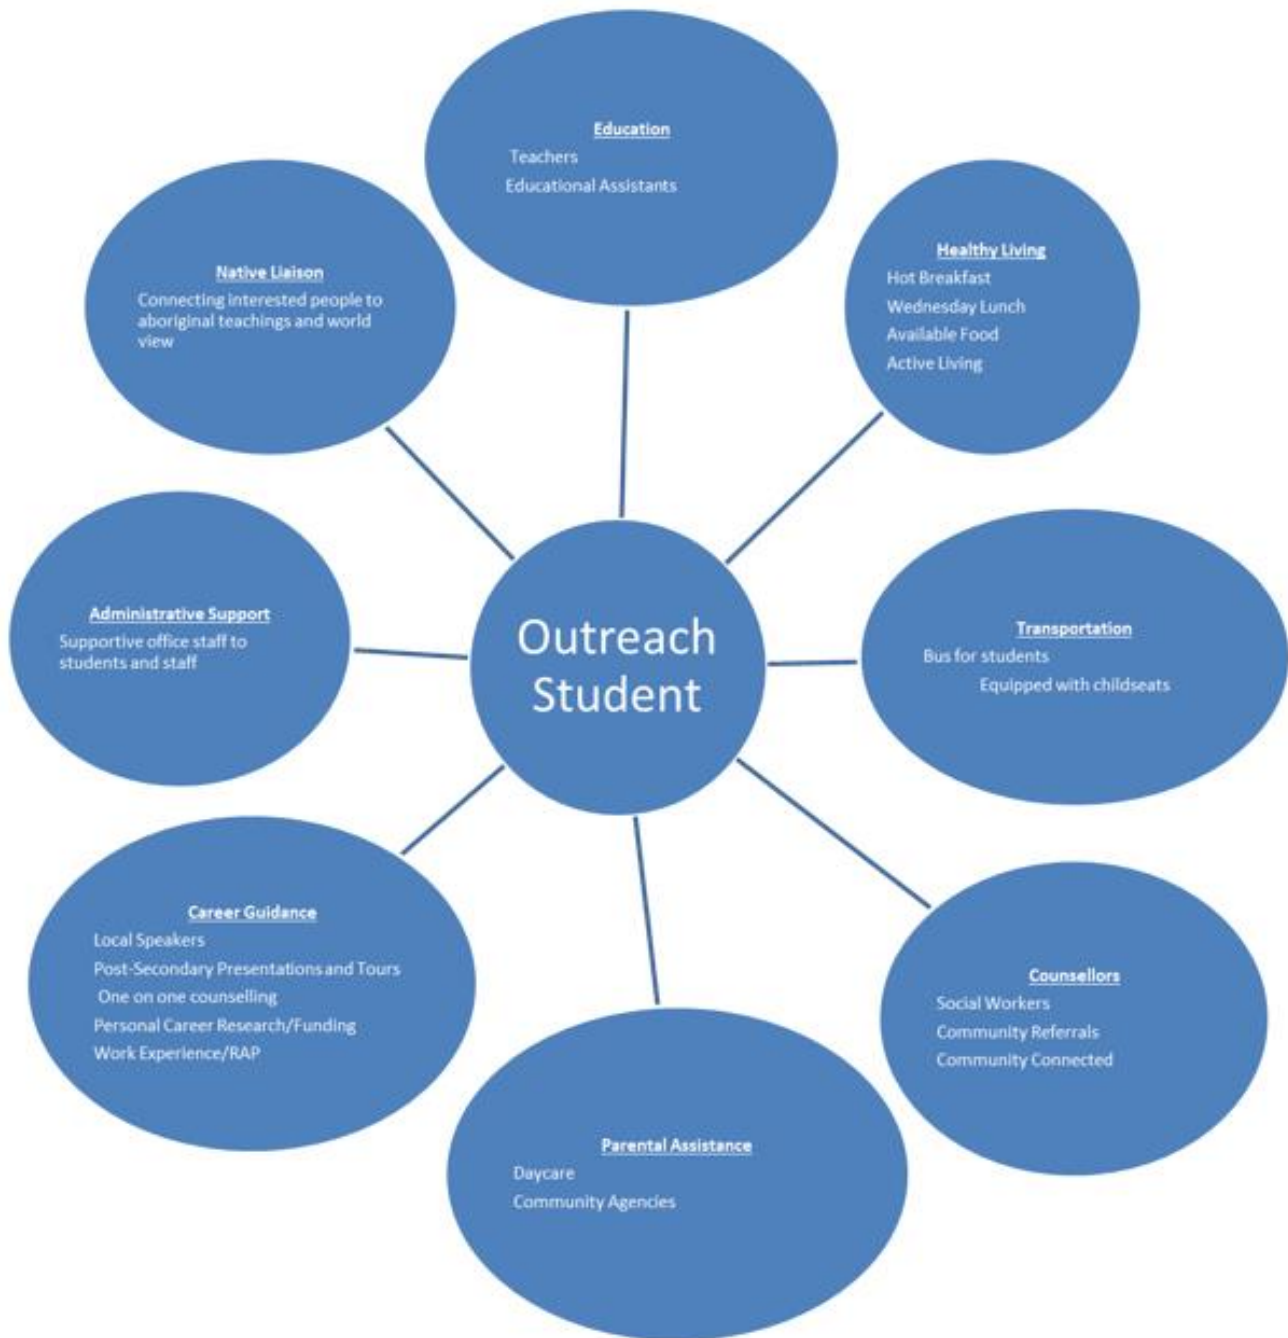 Education
Teachers
Educational Assistants
Healthy Living
Hot Breakfast
Wednesday Lunch
Available Food
Active Living
Native Liaison
Connecting interested people to
aboriginal teachings and world
view
Outreach
Student
Administrative Support
Supportive office staff to
students and staff
Transportation
Bus for students
Equipped with childseats
Career Guidance
Local Speakers
Post-Secondary Presentations and Tours
One on one counselling
Personal Career Research/Funding
Work Experience/RAP
Counsellors
Social Workers
Community Referrals
Community Connected
Parental Assistance
Daycare
Community Agencies